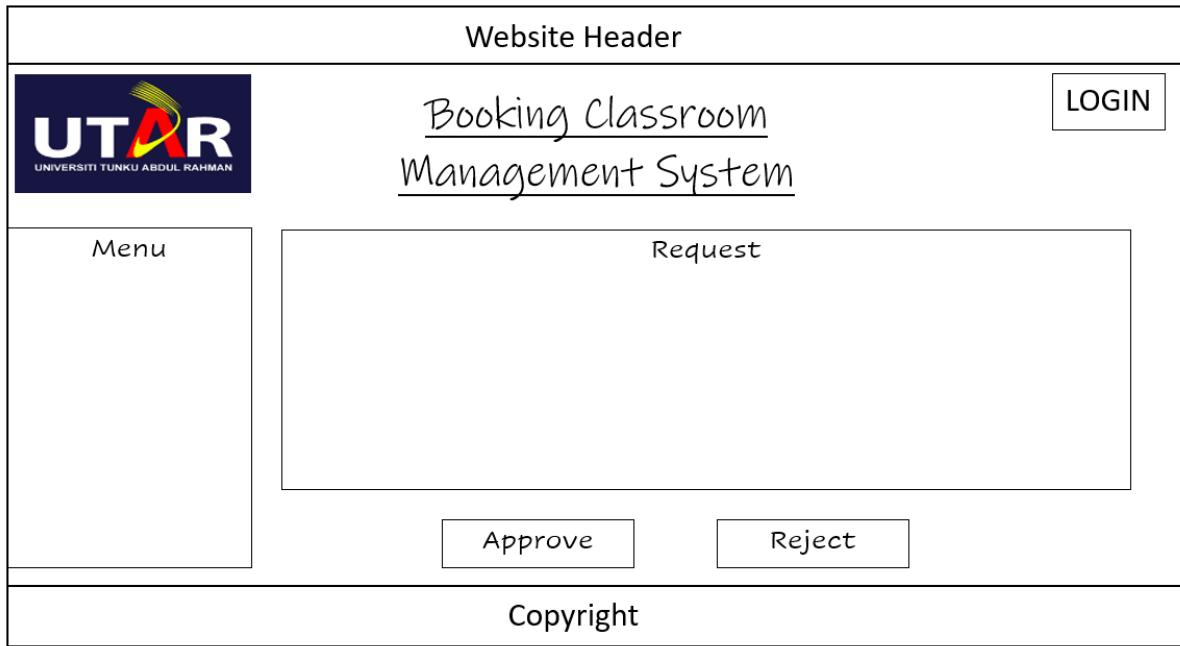 Website Header
UTAR
UNIVERSITI TUNKU ABDUL RAHMAN
Booking Classroom
Management System
LOGIN
Menu
Request
Approve
Reject
Copyright